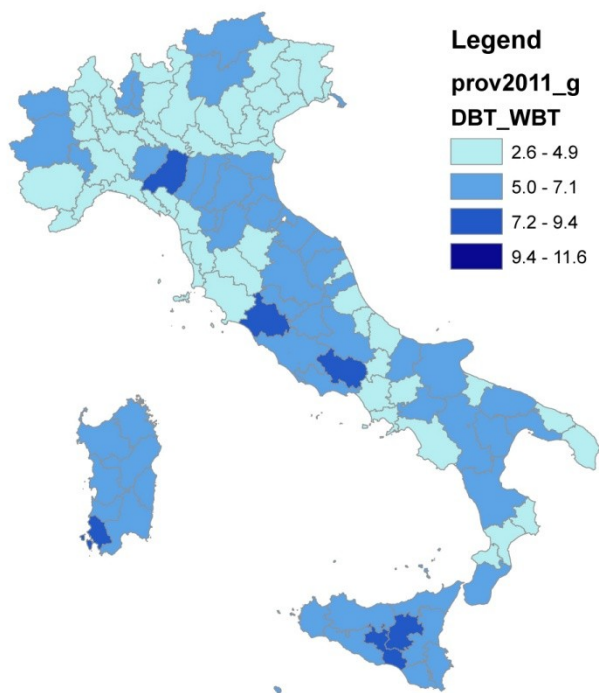 Legend
prov2011_g
DBT_WBT
2.6 - 4.9
5.0 - 7.1
7.2 - 9.4
9.4 - 11.6